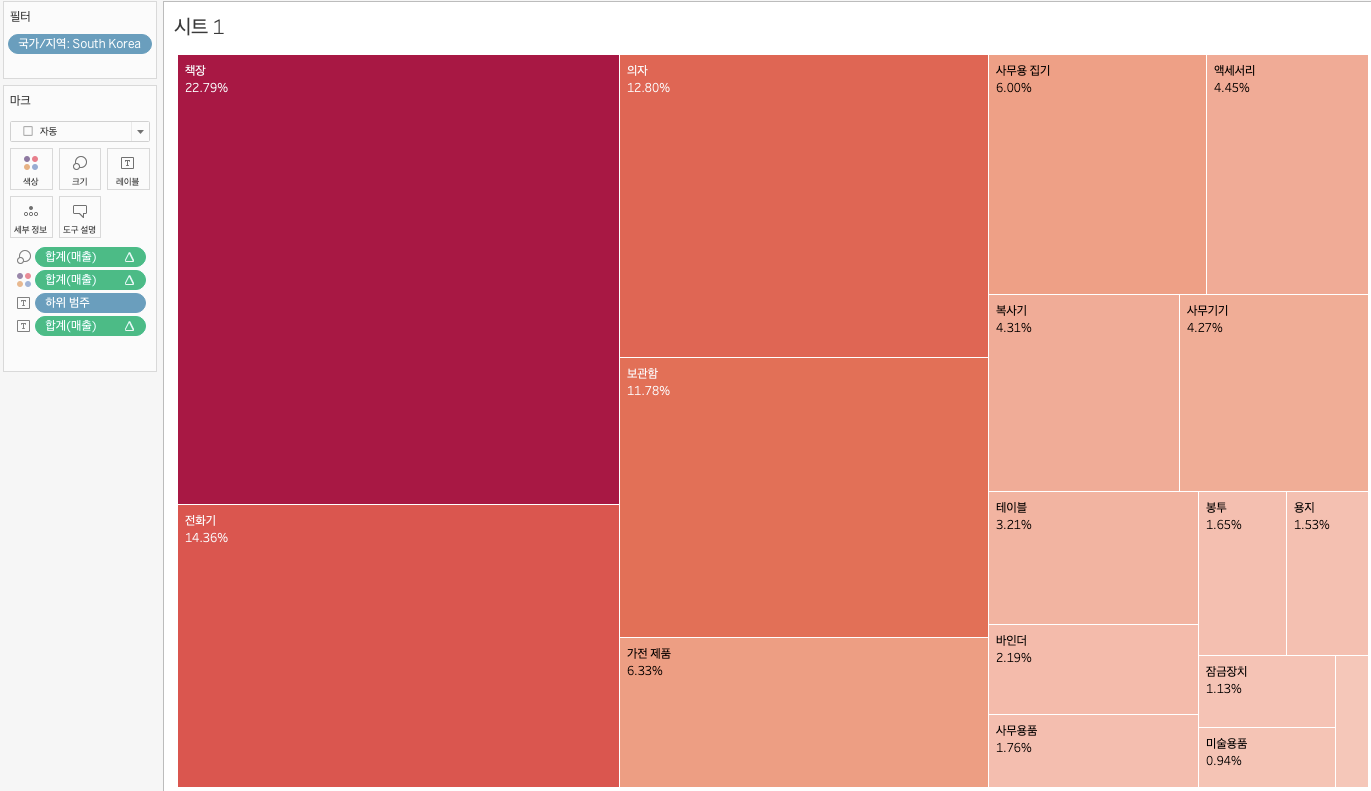 필터
국가/지역: South Korea
마크
자동
색상
크기
레이블
세부 정보
도구 설명
합계(매출)
합계(매출)
하위 범주
합계(매출)
시트 1
책장
22.79%
전화기
14.36%
의자
12.80%
보관함
11.78%
가전 제품
6.33%
사무용 집기
6.00%
액세서리
4.45%
복사기
4.31%
사무기기
4.27%
테이블
3.21%
바인더
2.19%
사무용품
1.76%
봉투
1.65%
용지
1.53%
잠금장치
1.13%
미술용품
0.94%